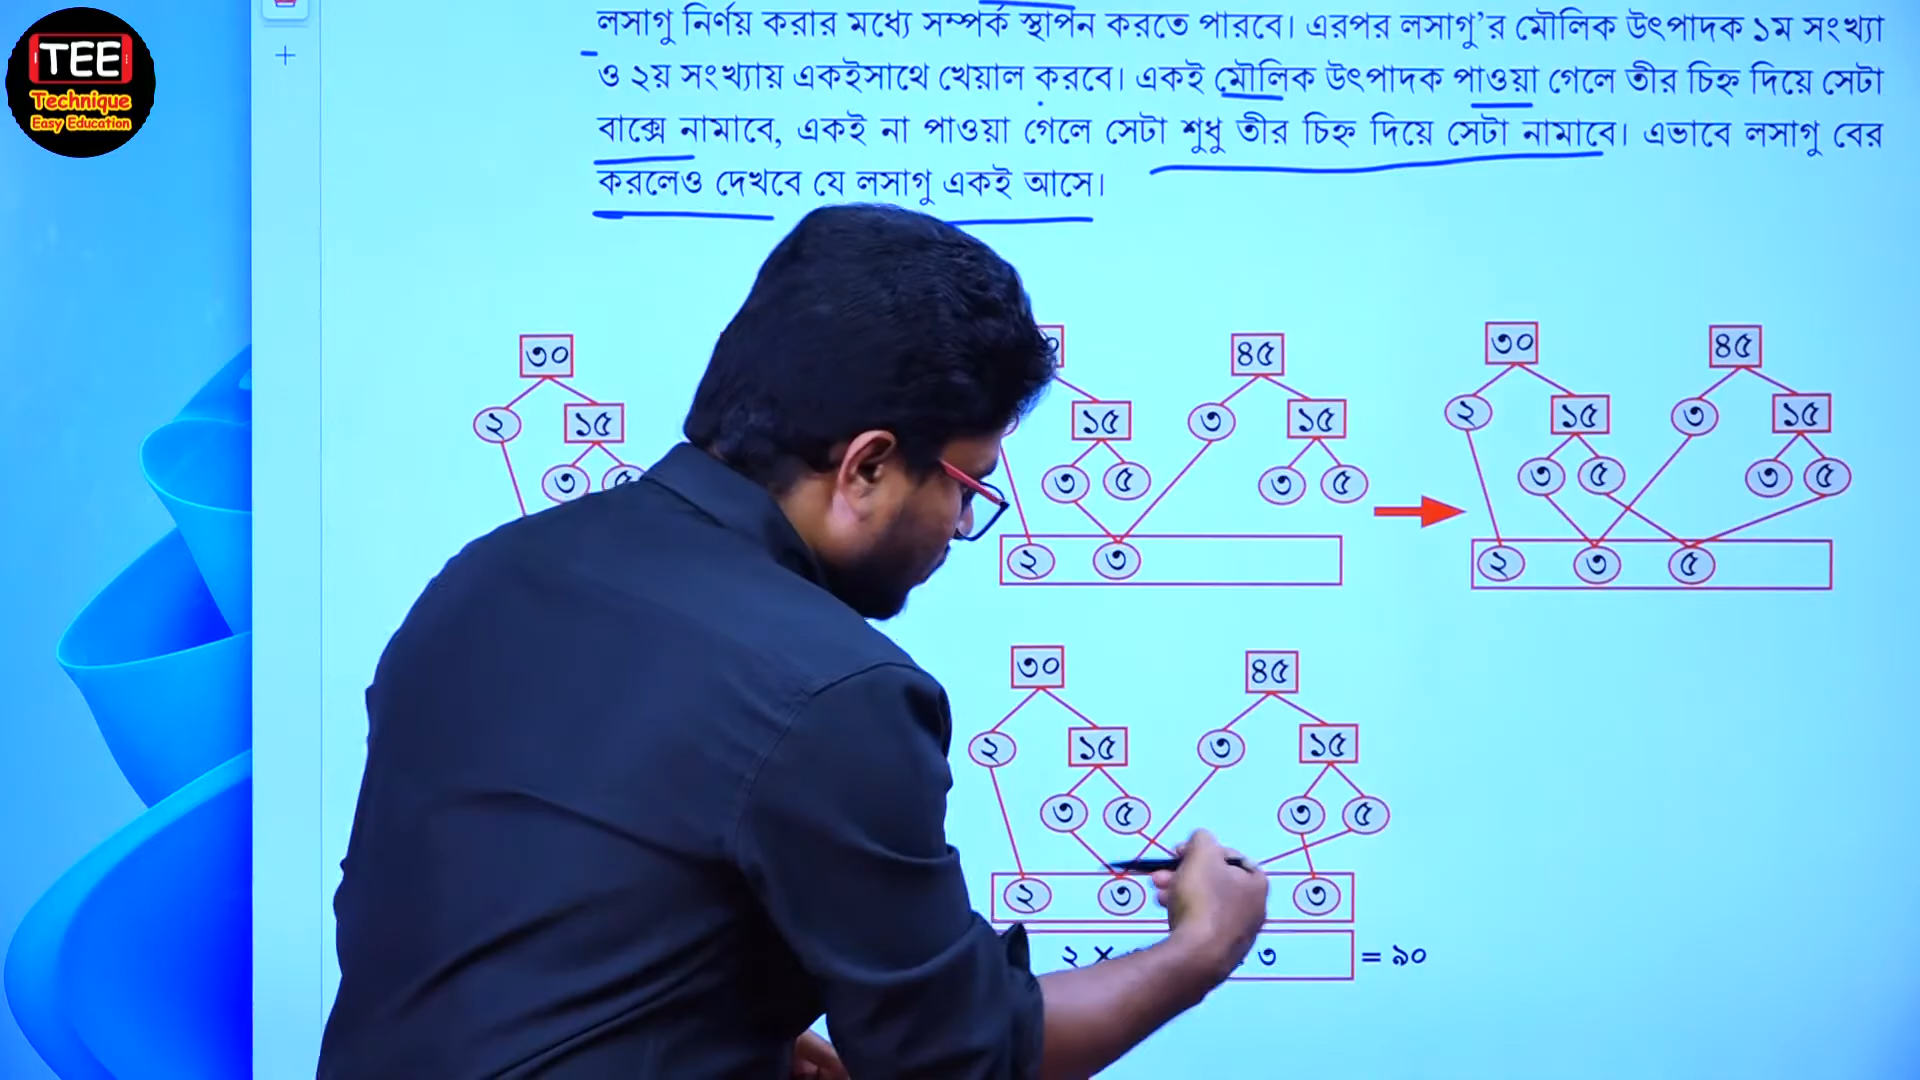 TEE
Technique
Easy Education
লসাগু নির্ণয় করার মধ্যে সম্পর্ক স্থাপন করতে পারবে। এরপর লসাগু’র মৌলিক উৎপাদক ১ম সংখ্যা
ও ২য় সংখ্যায় একইসাথে খেয়াল করবে। একই মৌলিক উৎপাদক পাওয়া গেলে তীর চিহ্ন দিয়ে সেটা
বাক্সে নামাবে, একই না পাওয়া গেলে সেটা শুধু তীর চিহ্ন দিয়ে সেটা নামাবে। এভাবে লসাগু বের
করলেও দেখবে যে লসাগু একই আসে।
৩০ ৪৫ ৩০ ৪৫
২ ১৫ ১৫ ৩ ১৫ ২ ১৫ ৩ ১৫
৩ ৫ ৩ ৫ ৩ ৫ ৩ ৫ ৩ ৫
২ ৩ ২ ৩ ৫
৩০ ৪৫
২ ১৫ ৩ ১৫
৩ ৫ ৩ ৫
২ ৩ ৩
২ × ৩ = ৯০